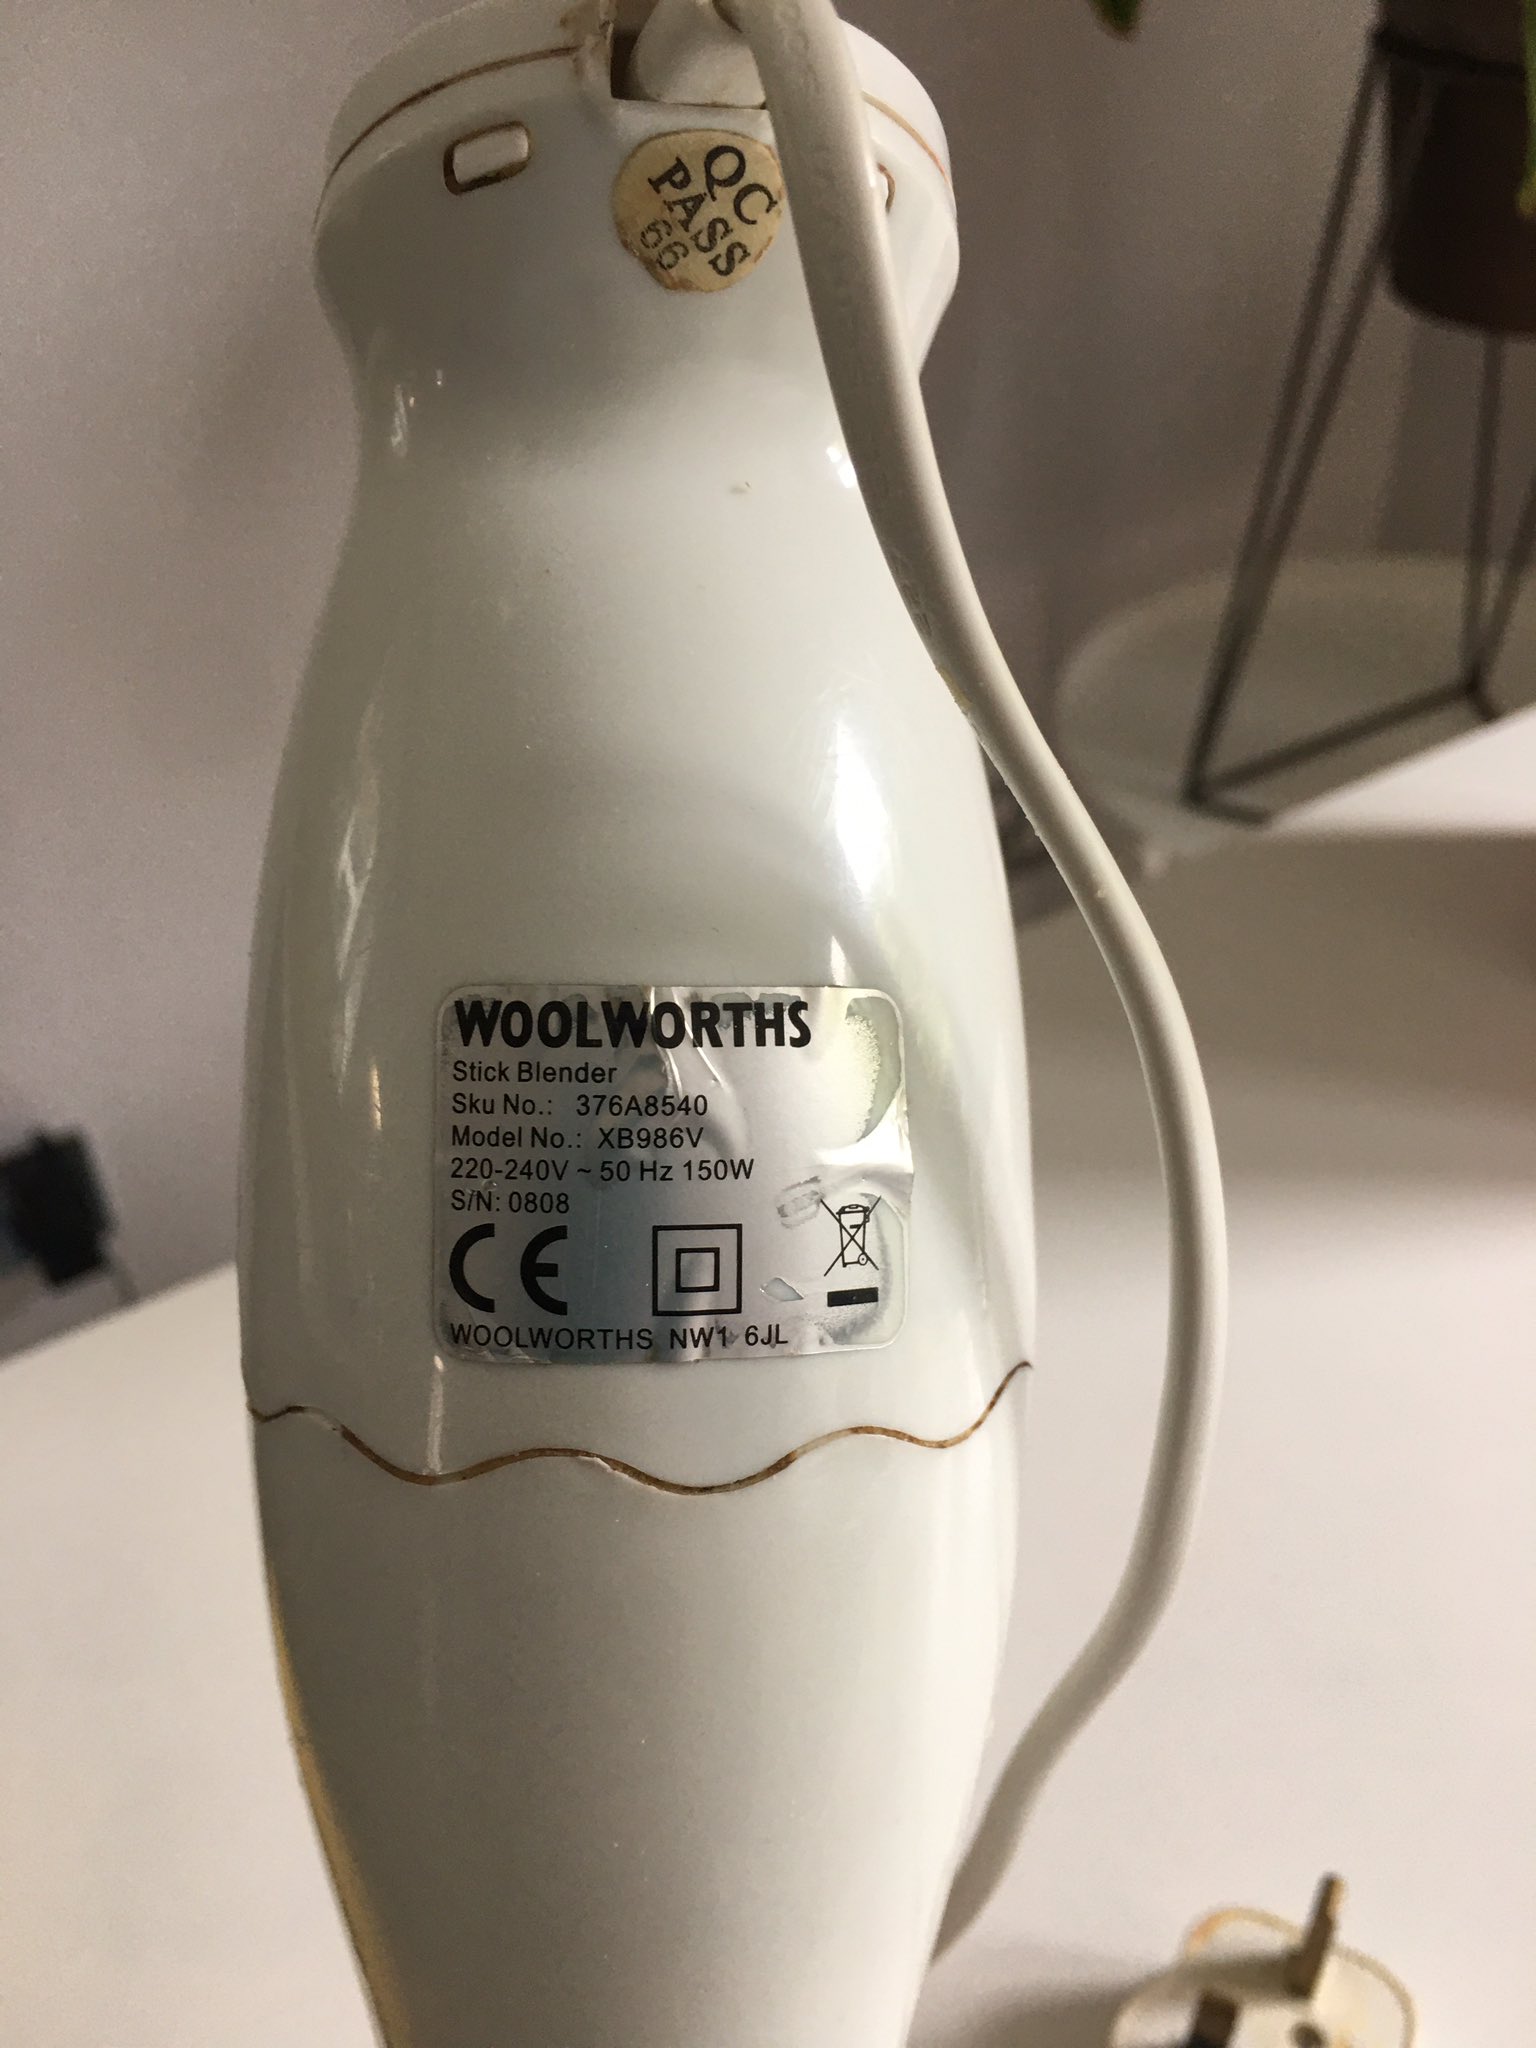 QC
PASS
66
WOOLWORTHS
Stick Blender
Sku No.: 376A8540
Model No.: XB986V
220-240V ~ 50 Hz 150W
S/N: 0808
CE
WOOLWORTHS NW1 6JL